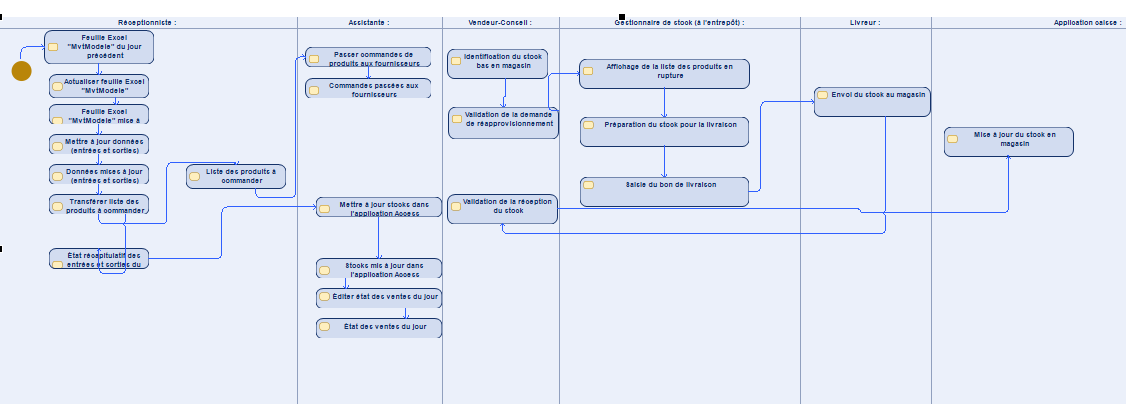 Réceptionniste :
Assistante :
Vendeur-Conseil :
Gestionnaire de stock (à l'entrepôt) :
Livreur :
Application caisse :
Feuille Excel
"MvtModele" du jour
précédent
Actualiser feuille Excel
"MvtModele"
Feuille Excel
"MvtModele" mise à
Mettre à jour données
(entrées et sorties)
Données mises à jour
(entrées et sorties)
Transférer liste des
produits à commander
Liste des produits à
commander
État récapitulatif des
entrées et sorties du
Passer commandes de
produits aux fournisseurs
Commandes passées aux
fournisseurs
Mettre à jour stocks dans
l'application Access
Stocks mis à jour dans
l'application Access
Éditer état des ventes du jour
État des ventes du jour
Identification du stock
bas en magasin
Validation de la demande
de réapprovisionnement
Validation de la réception
du stock
Affichage de la liste des produits en
rupture
Préparation du stock pour la livraison
Saisie du bon de livraison
Envoi du stock au magasin
Mise à jour du stock en
magasin